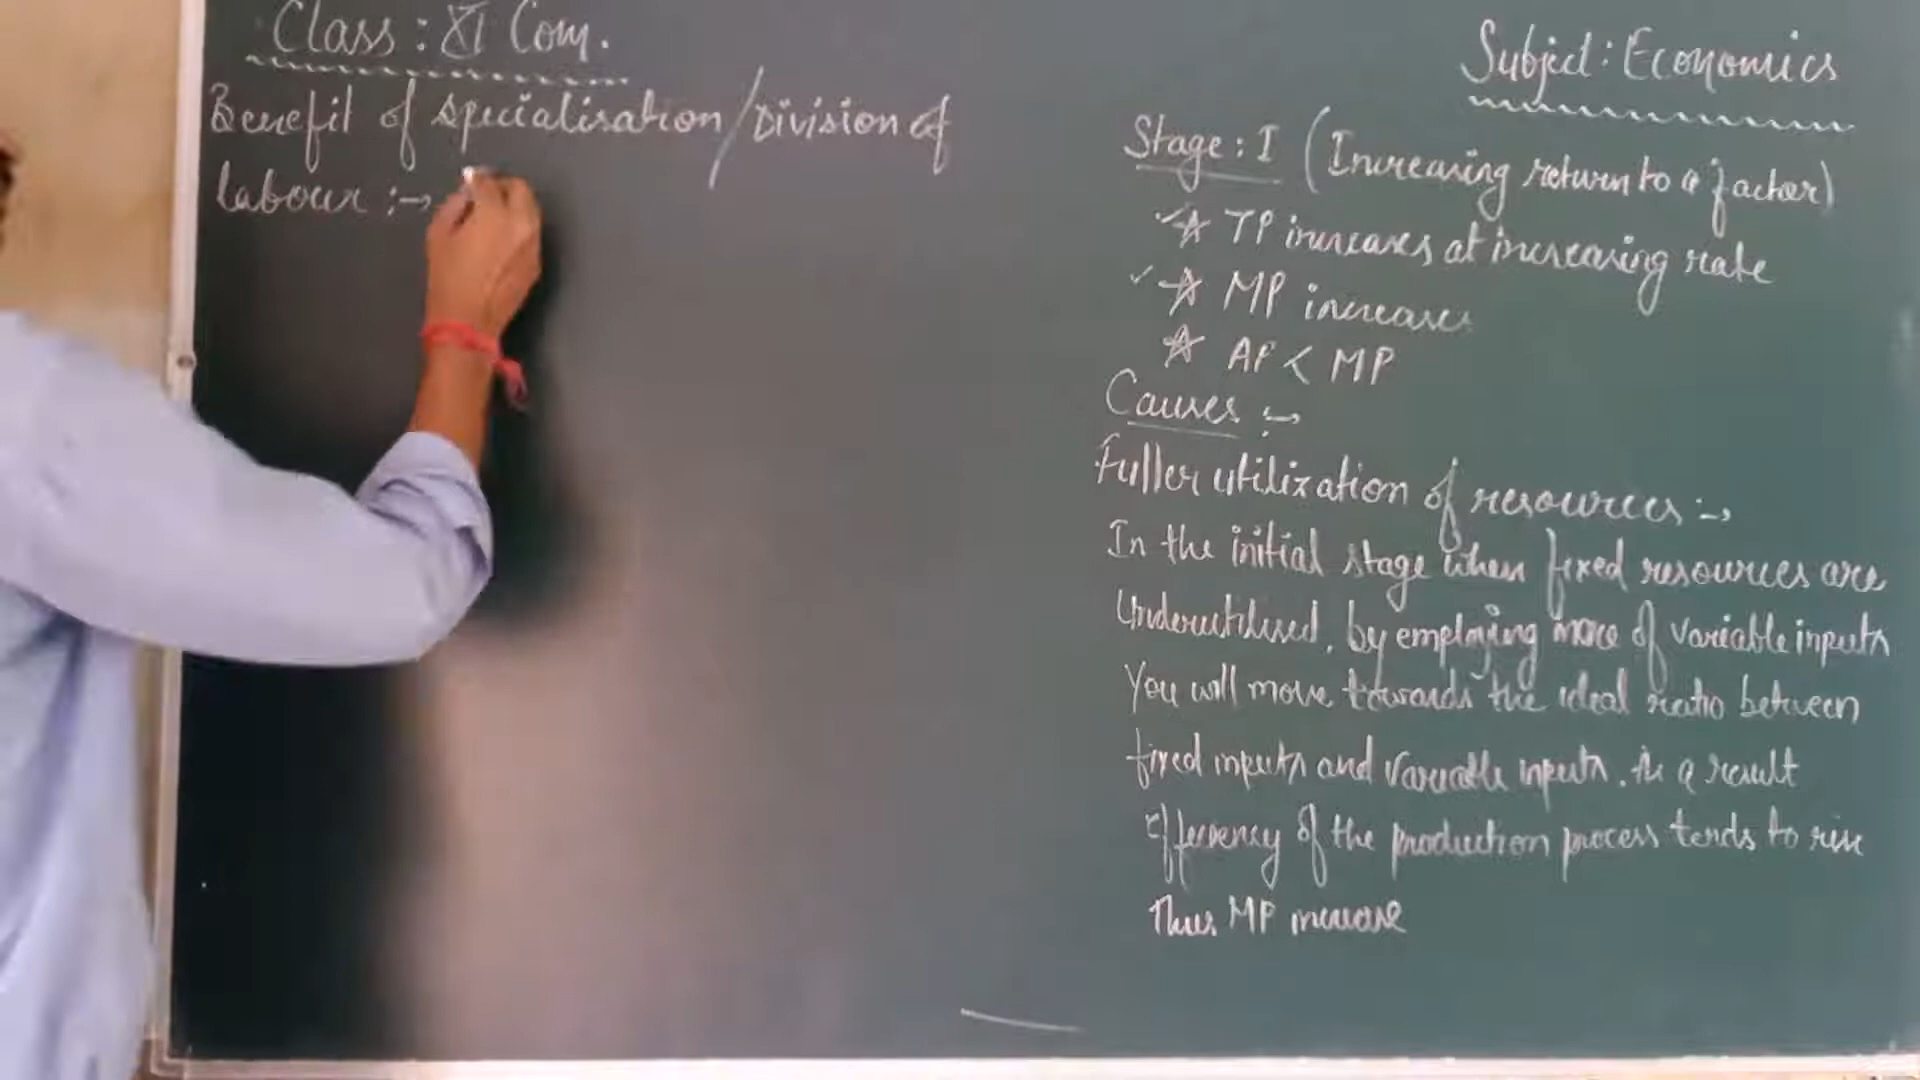 Class : XI Com.
Benefit of specialisation/Division of
labour :→
Subject : Economics
Stage : I (Increasing return to a factor)
✓☆ TP increases at increasing rate
✓☆ MP increases
☆ AP < MP
Causes :→
Fuller utilization of resources :→
In the initial stage when fixed resources are
Underutilised, by employing more of variable inputs
You will move towards the ideal ratio between
fixed inputs and variable inputs. As a result
Efficiency of the production process tends to rise
Thus MP increase